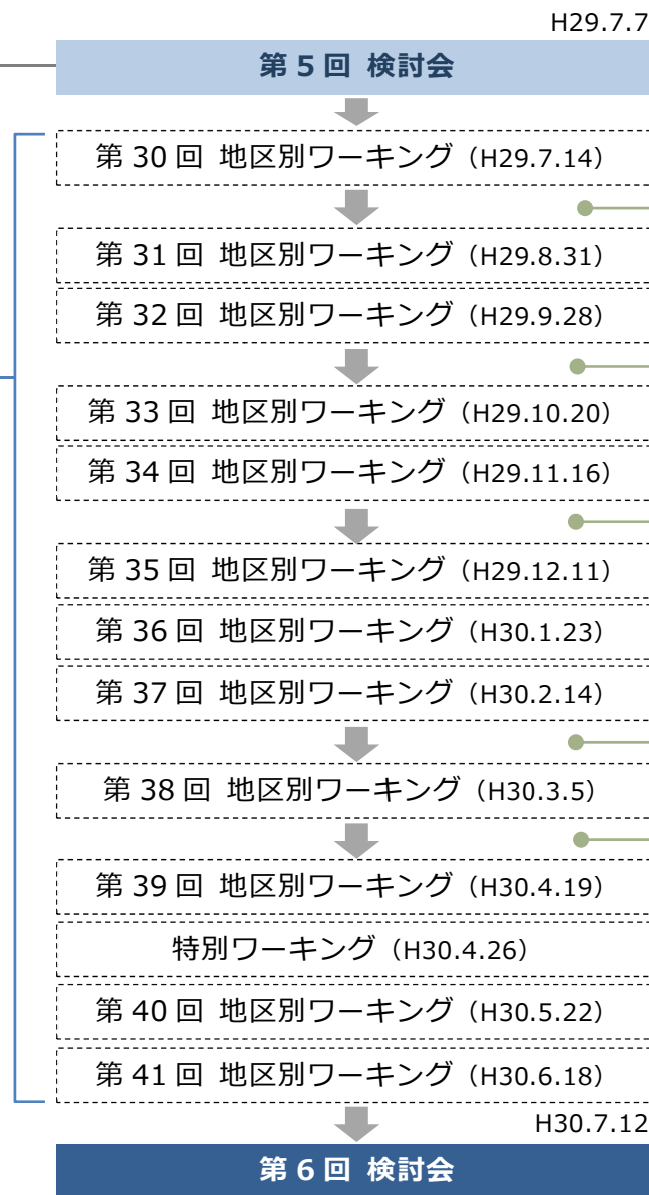 H29.7.7
第 5 回 検討会
第 30 回 地区別ワーキング（H29.7.14）
第 31 回 地区別ワーキング（H29.8.31）
第 32 回 地区別ワーキング（H29.9.28）
第 33 回 地区別ワーキング（H29.10.20）
第 34 回 地区別ワーキング（H29.11.16）
第 35 回 地区別ワーキング（H29.12.11）
第 36 回 地区別ワーキング（H30.1.23）
第 37 回 地区別ワーキング（H30.2.14）
第 38 回 地区別ワーキング（H30.3.5）
第 39 回 地区別ワーキング（H30.4.19）
特別ワーキング（H30.4.26）
第 40 回 地区別ワーキング（H30.5.22）
第 41 回 地区別ワーキング（H30.6.18）
H30.7.12
第 6 回 検討会